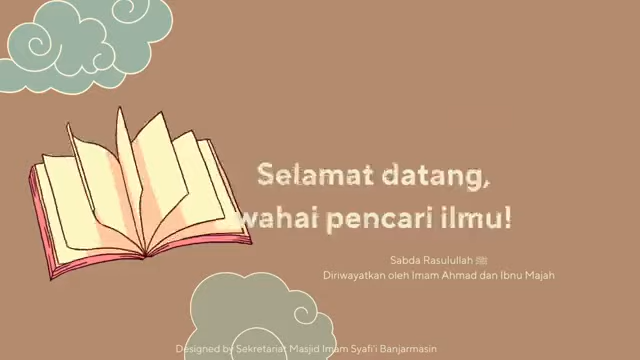 Selamat datang,
wahai pencari ilmu!
Sabda Rasulullah ﷺ
Diriwayatkan oleh Imam Ahmad dan Ibnu Majah
Designed by Sekretariat Masjid Imam Syafi'i Banjarmasin